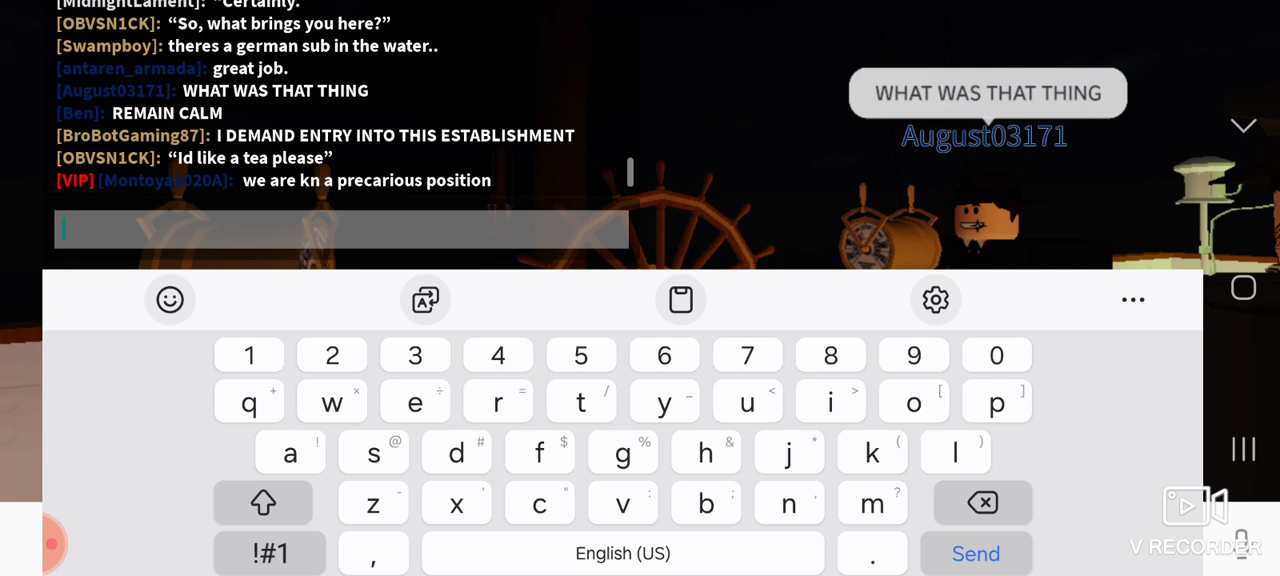 [MidnightLament]: “Certainly.”
[OBVSN1CK]: “So, what brings you here?”
[Swampboy]: theres a german sub in the water..
[antaren_armada]: great job.
[August03171]: WHAT WAS THAT THING
[Ben]: REMAIN CALM
[BroBotGaming87]: I DEMAND ENTRY INTO THIS ESTABLISHMENT
[OBVSN1CK]: “Id like a tea please”
[VIP] [Montoya2020A]: we are kn a precarious position
WHAT WAS THAT THING
August03171
1 2 3 4 5 6 7 8 9 0
q + w × e ÷ r = t / y _ u < i > o [ p ]
a ! s @ d # f $ g % h & j * k ( l )
z - x ' c " v : b ; n , m ?
!#1 , English (US) . Send
V RECORDER